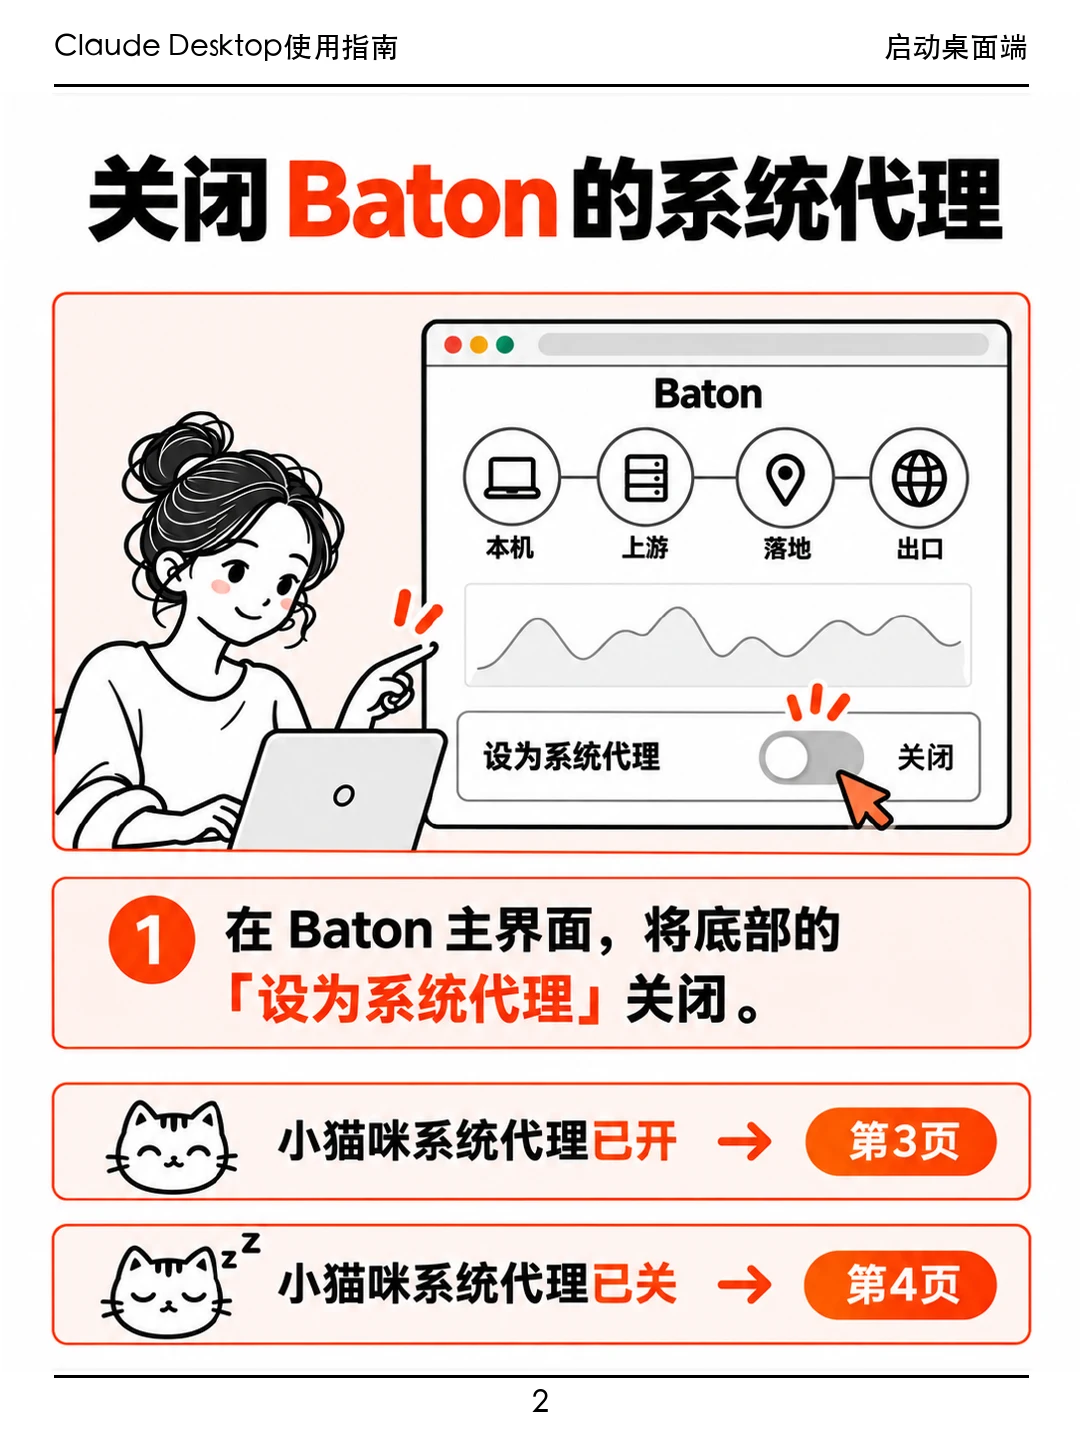 Claude Desktop使用指南
启动桌面端
关闭 Baton 的系统代理
Baton
本机
上游
落地
出口
设为系统代理
关闭
1
在 Baton 主界面，将底部的
「设为系统代理」关闭。
小猫咪系统代理已开 → 第3页
z z
小猫咪系统代理已关 → 第4页
2